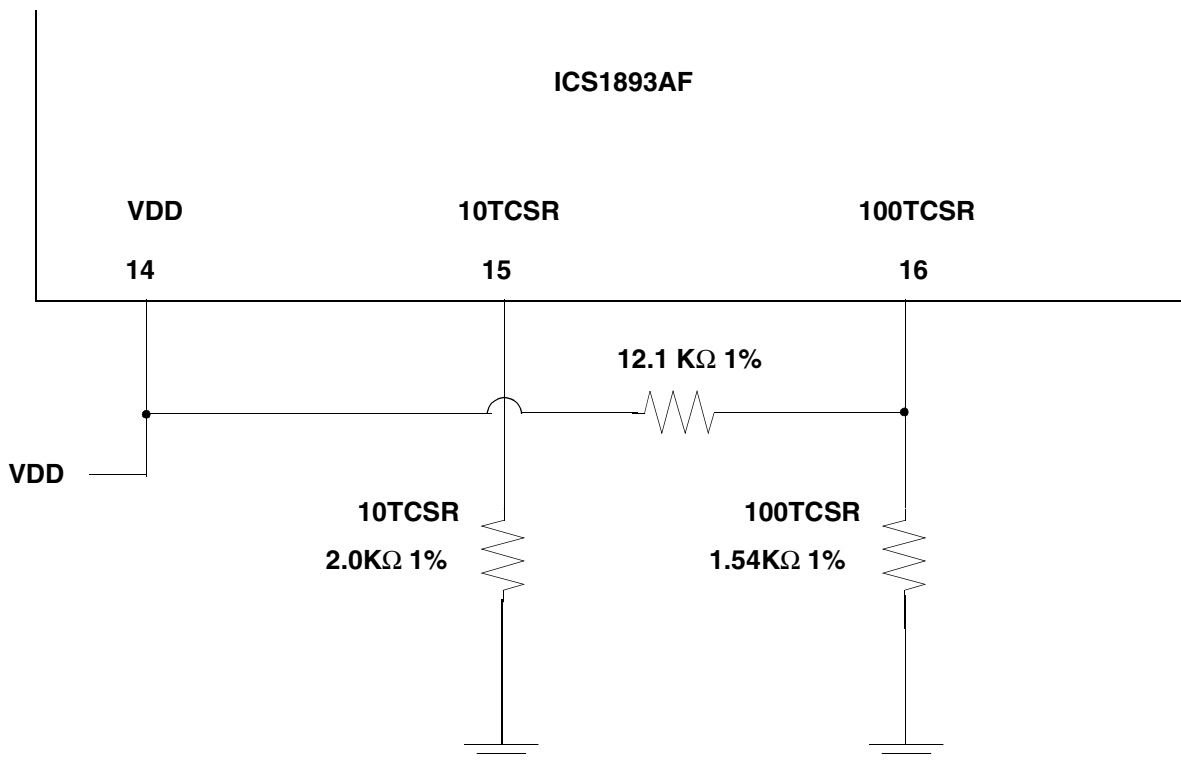 ICS1893AF
VDD 10TCSR 100TCSR
14 15 16
12.1 KΩ 1%
VDD
10TCSR 100TCSR
2.0KΩ 1% 1.54KΩ 1%